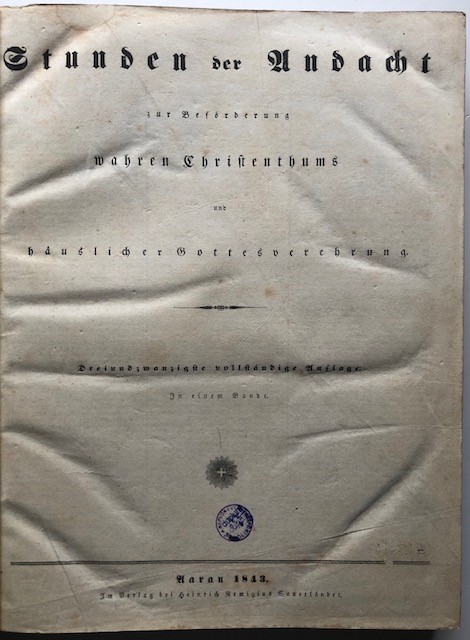 Stunden der Andacht
zur Beförderung
wahren Christenthums
und
häuslicher Gottesverehrung.
Dreiundzwanzigste vollständige Auflage.
In einem Bande.
Aarau 1843.
Im Verlag bei Heinrich Remigius Sauerländer.